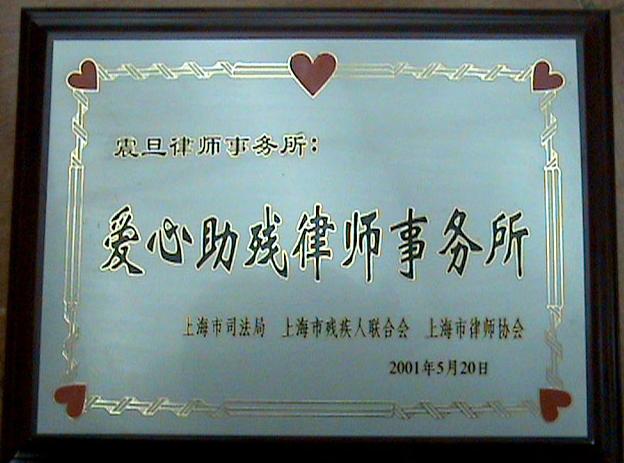 震旦律师事务所:
爱心助残律师事务所
上海市司法局 上海市残疾人联合会 上海市律师协会
2001年5月20日